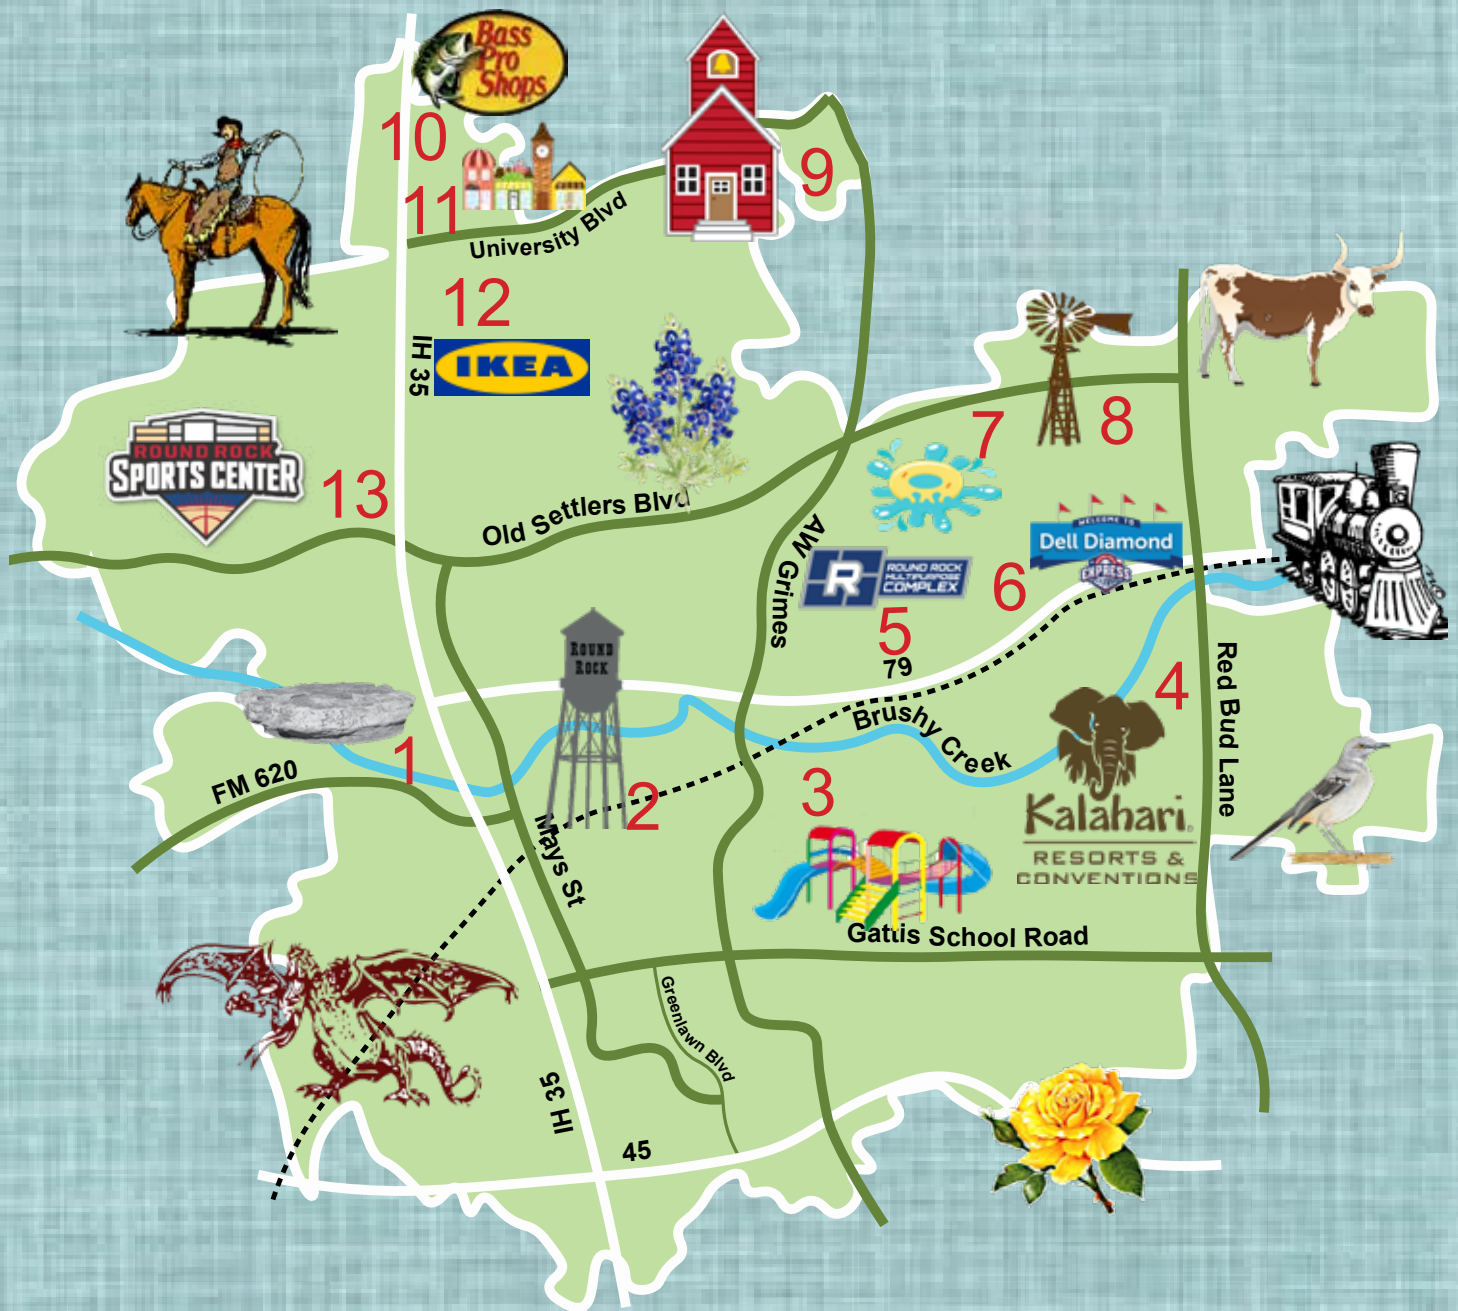 Bass
Pro
Shops
10
11
9
University Blvd
12
IH 35
IKEA
7
8
ROUND ROCK
SPORTS CENTER
13
Old Settlers Blvd
AW Grimes
WELCOME TO
Dell Diamond
EXPRESS
R
ROUND ROCK
MULTIPURPOSE
COMPLEX
6
5
79
ROUND
ROCK
4
Red Bud Lane
Brushy Creek
1
FM 620
2
3
Kalahari
RESORTS &
CONVENTIONS
Mays St
Gattis School Road
Greenlawn Blvd
IH 35
45